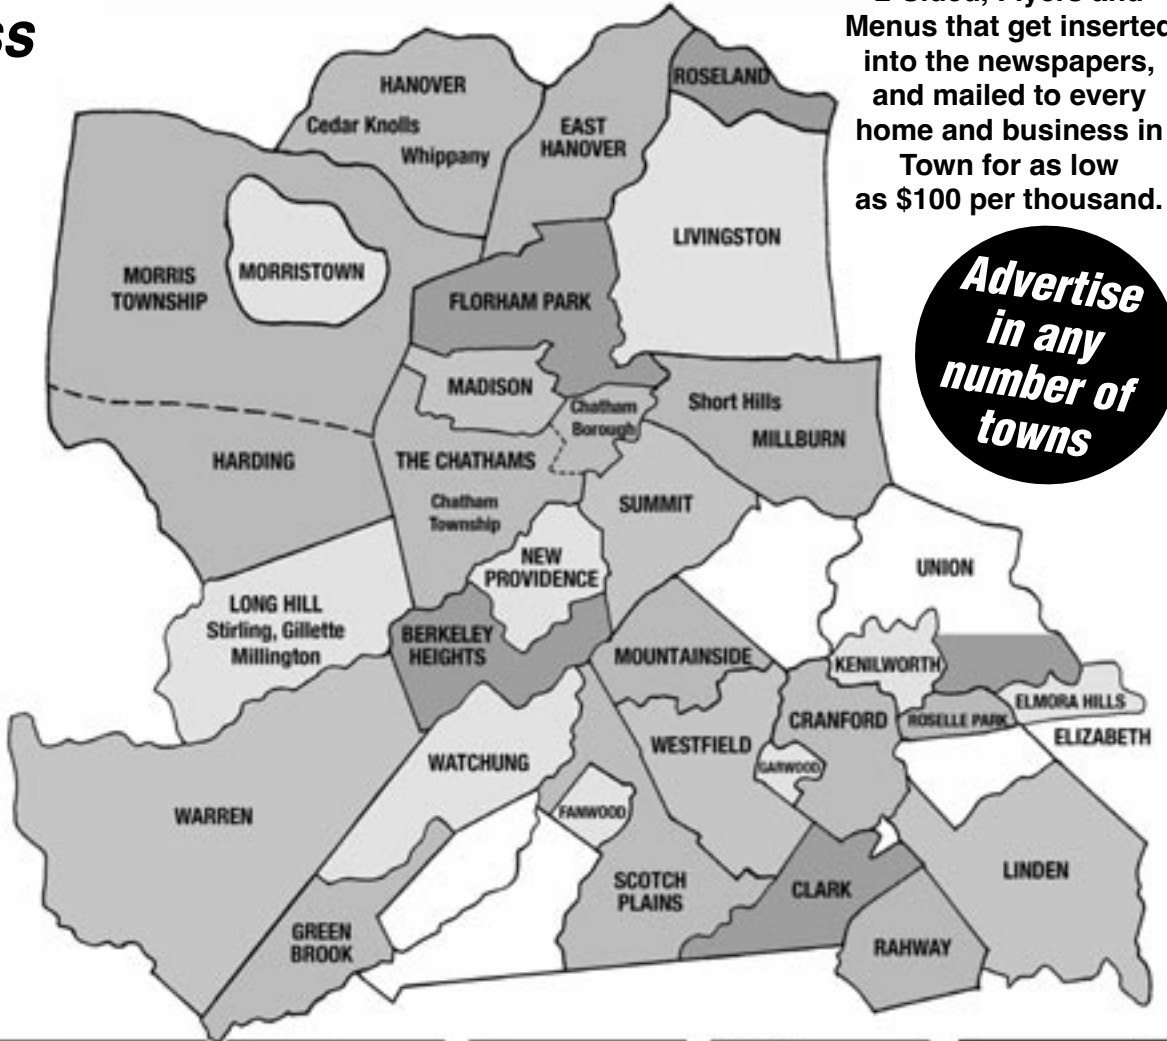 Menus that get inserted
into the newspapers,
and mailed to every
home and business in
Town for as low
as $100 per thousand.
Advertise
in any
number of
towns
ROSELAND
HANOVER
Cedar Knolls
Whippany
EAST
HANOVER
LIVINGSTON
MORRIS
TOWNSHIP
MORRISTOWN
FLORHAM PARK
MADISON
Chatham
Borough
Short Hills
MILLBURN
HARDING
THE CHATHAMS
Chatham
Township
SUMMIT
NEW
PROVIDENCE
UNION
LONG HILL
Stirling, Gillette
Millington
BERKELEY
HEIGHTS
MOUNTAINSIDE
KENILWORTH
ELMORA HILLS
ROSELLE PARK
ELIZABETH
CRANFORD
WESTFIELD
GARWOOD
WATCHUNG
WARREN
FANWOOD
SCOTCH
PLAINS
CLARK
LINDEN
GREEN
BROOK
RAHWAY